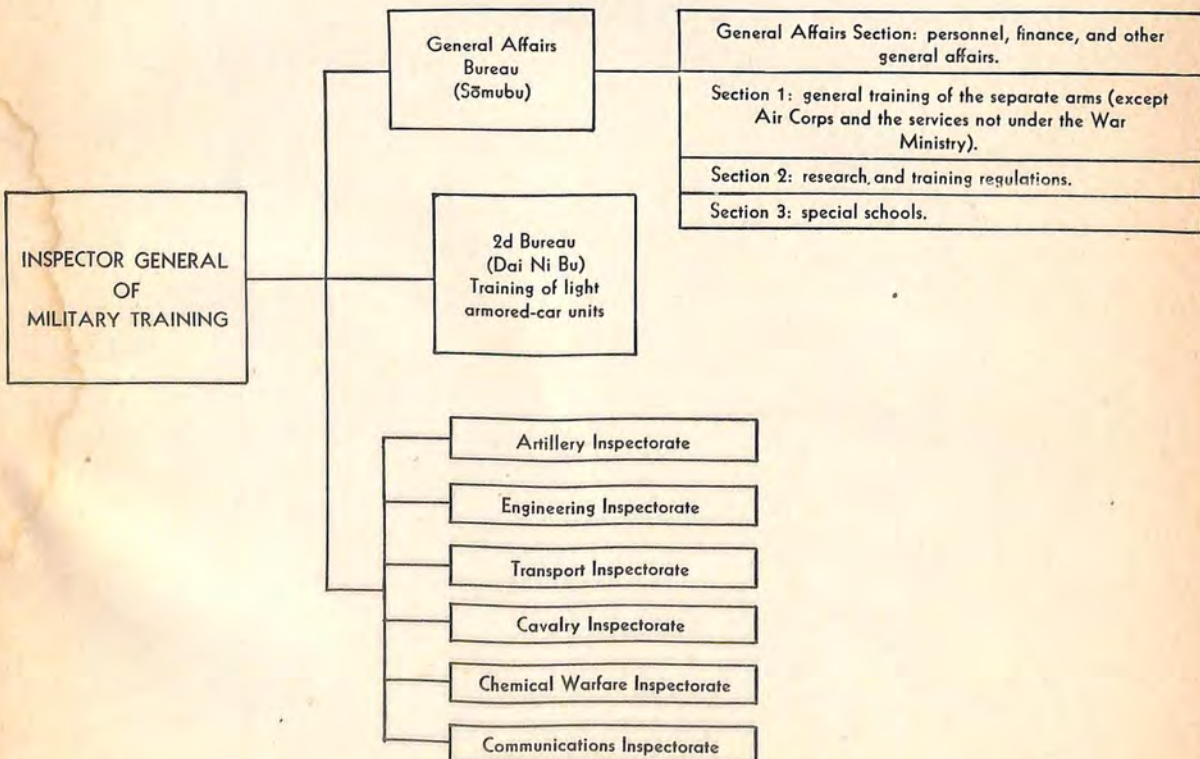 General Affairs
Bureau
(Sōmubu)
General Affairs Section: personnel, finance, and other
general affairs.
Section 1: general training of the separate arms (except
Air Corps and the services not under the War
Ministry).
Section 2: research, and training regulations.
Section 3: special schools.
INSPECTOR GENERAL
OF
MILITARY TRAINING
2d Bureau
(Dai Ni Bu)
Training of light
armored-car units
Artillery Inspectorate
Engineering Inspectorate
Transport Inspectorate
Cavalry Inspectorate
Chemical Warfare Inspectorate
Communications Inspectorate